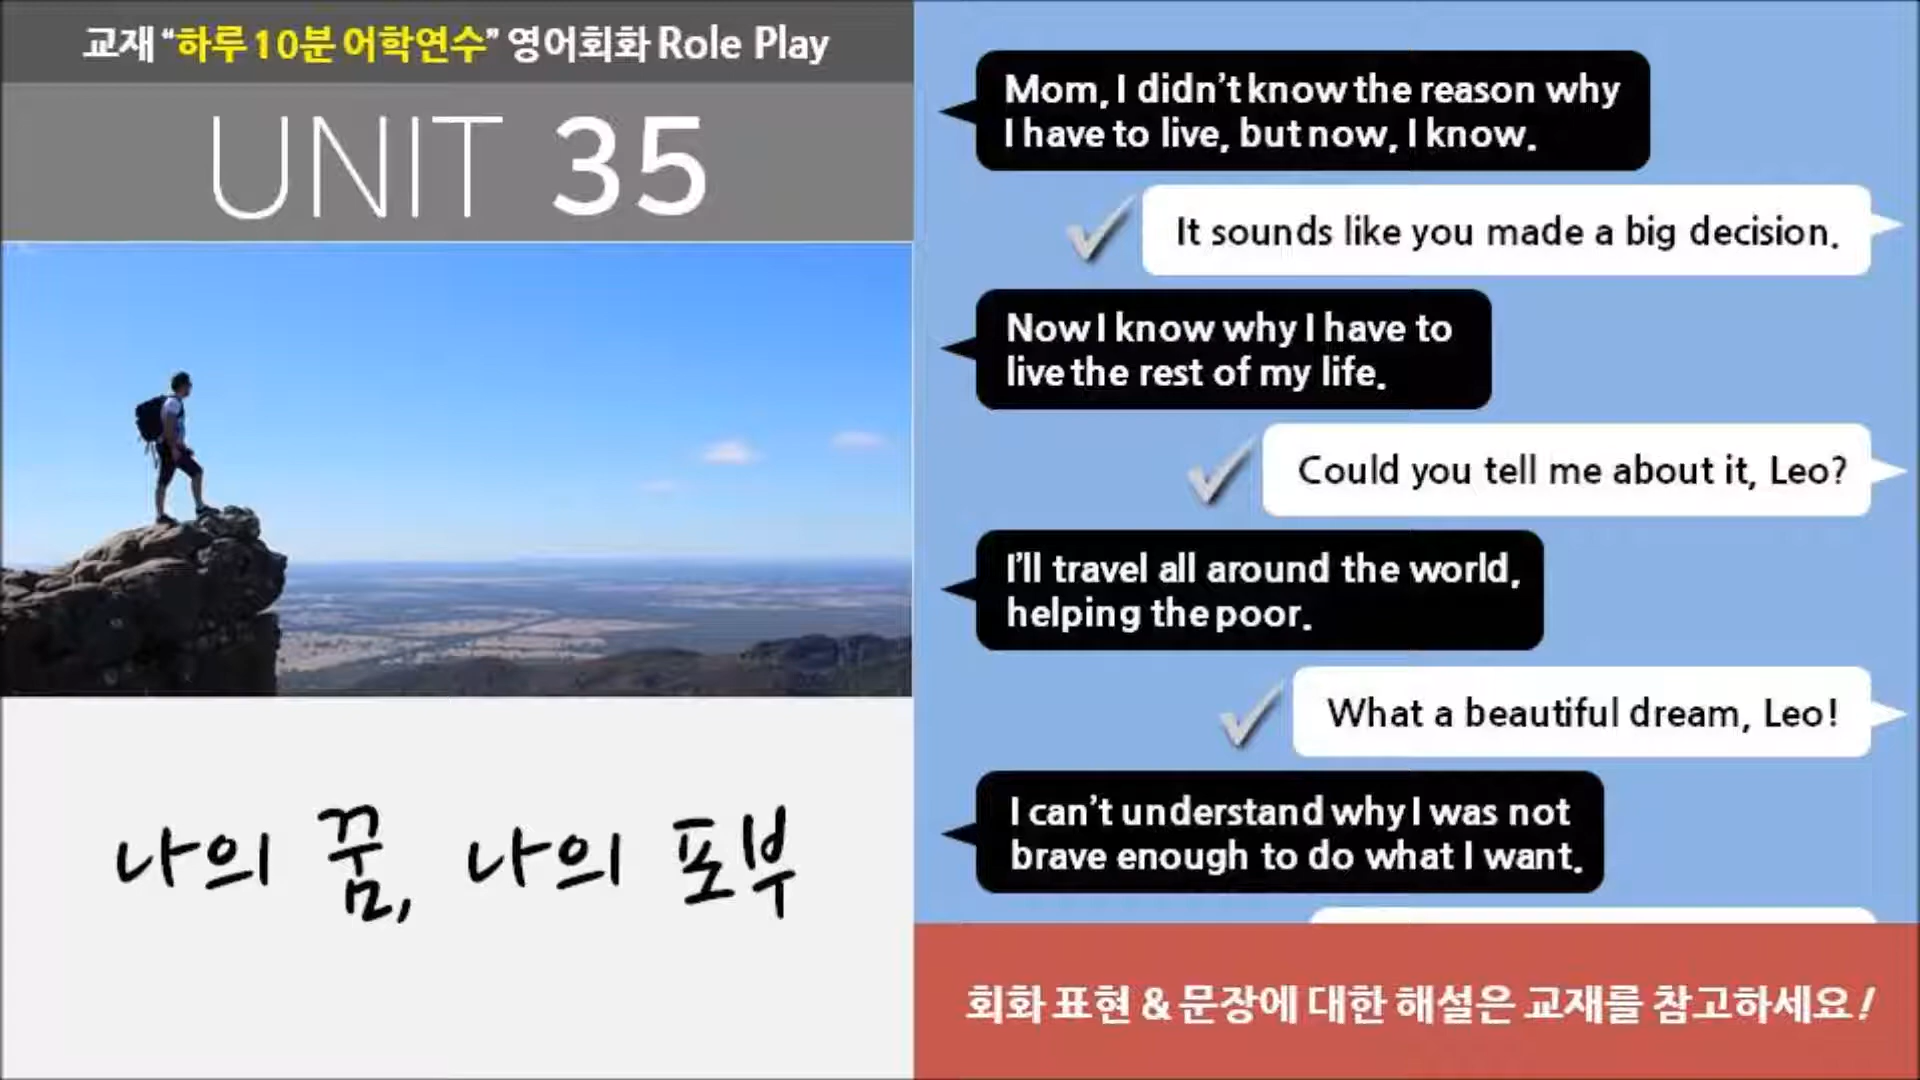 교재 “하루 10분 어학연수” 영어회화 Role Play
UNIT 35
나의 꿈, 나의 포부
Mom, I didn’t know the reason why
I have to live, but now, I know.
It sounds like you made a big decision.
Now I know why I have to
live the rest of my life.
Could you tell me about it, Leo?
I’ll travel all around the world,
helping the poor.
What a beautiful dream, Leo!
I can’t understand why I was not
brave enough to do what I want.
회화 표현 & 문장에 대한 해설은 교재를 참고하세요!